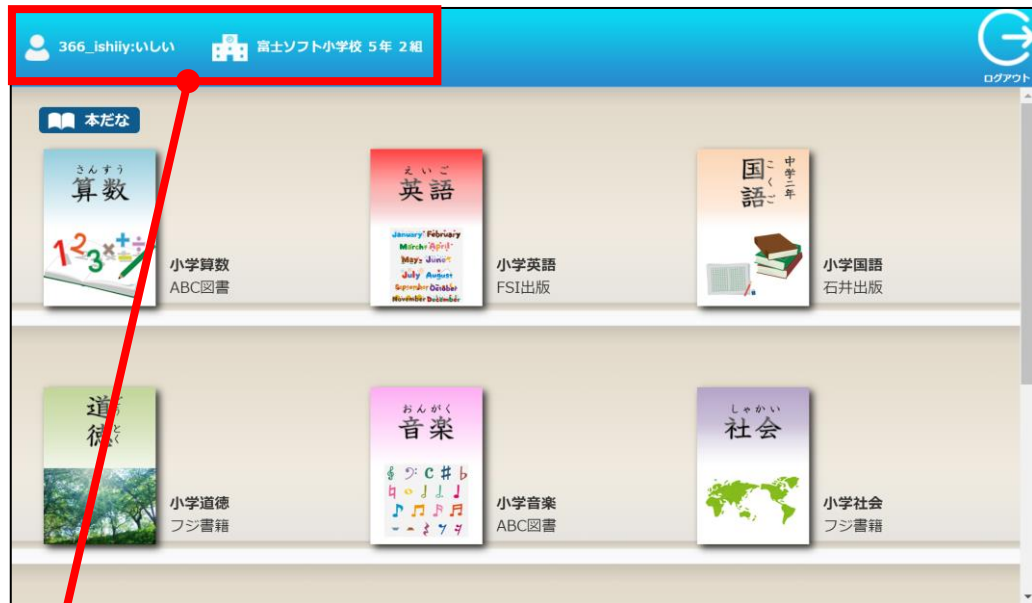 366_ishiiy:いしい
富士ソフト小学校 5年 2組
ログアウト
本だな
さんすう
算数
123×+-÷
小学算数
ABC図書
えいご
英語
January February
March April
May June
July August
September October
November December
小学英語
FSI出版
中学二年
国語
こくご
小学国語
石井出版
道徳
とく
小学道徳
フジ書籍
おんがく
音楽
小学音楽
ABC図書
しゃかい
社会
小学社会
フジ書籍